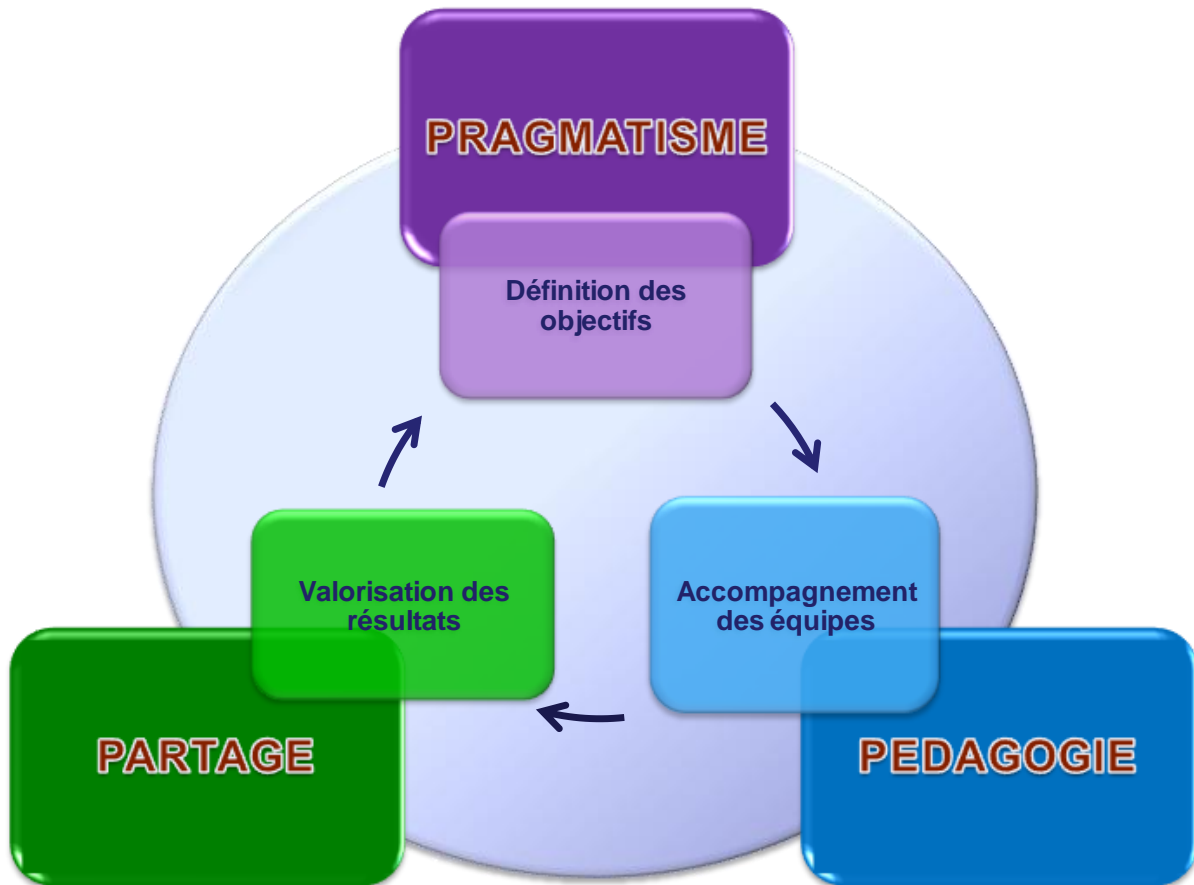 PRAGMATISME
Définition des
objectifs
Valorisation des
résultats
Accompagnement
des équipes
PARTAGE
PEDAGOGIE